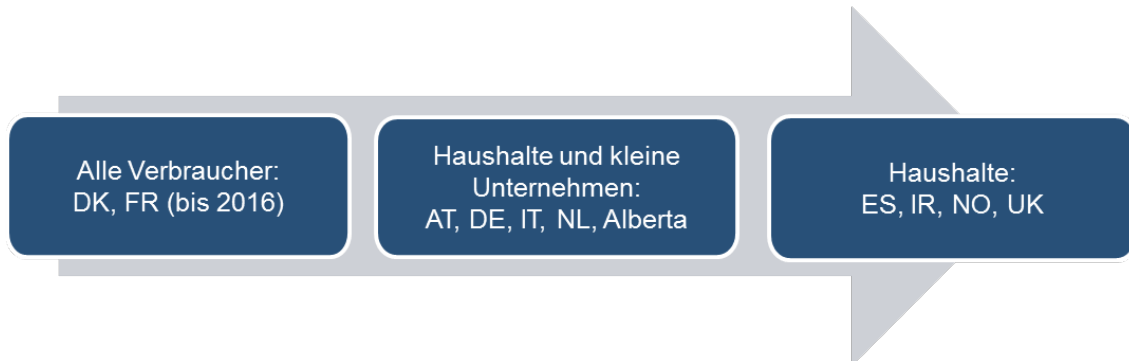 Alle Verbraucher:
DK, FR (bis 2016)
Haushalte und kleine
Unternehmen:
AT, DE, IT, NL, Alberta
Haushalte:
ES, IR, NO, UK